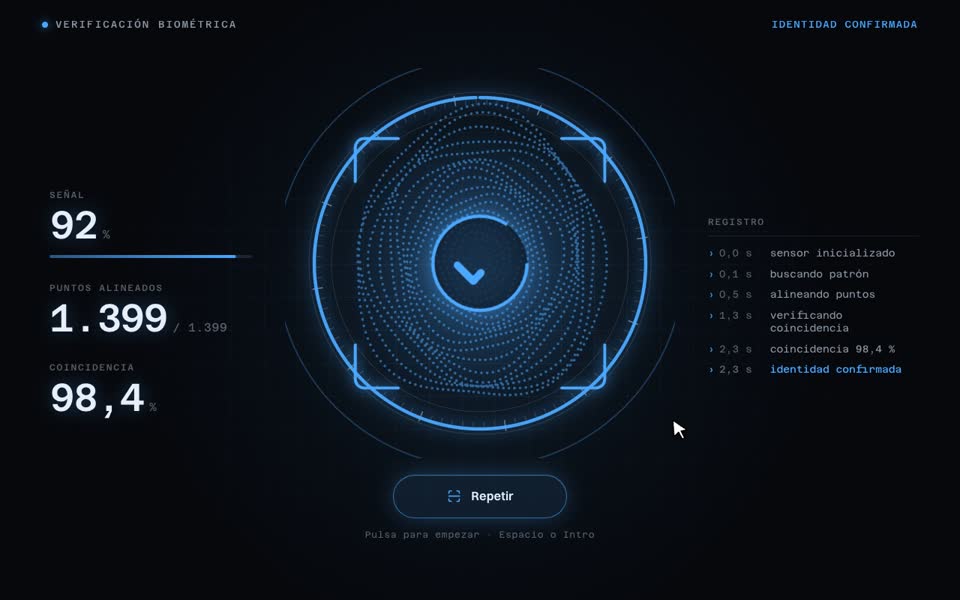 VERIFICACIÓN BIOMÉTRICA
IDENTIDAD CONFIRMADA
SEÑAL
92 %
PUNTOS ALINEADOS
1.399 / 1.399
COINCIDENCIA
98,4 %
REGISTRO
› 0,0 s sensor inicializado
› 0,1 s buscando patrón
› 0,5 s alineando puntos
› 1,3 s verificando
coincidencia
› 2,3 s coincidencia 98,4 %
› 2,3 s identidad confirmada
Repetir
Pulsa para empezar · Espacio o Intro